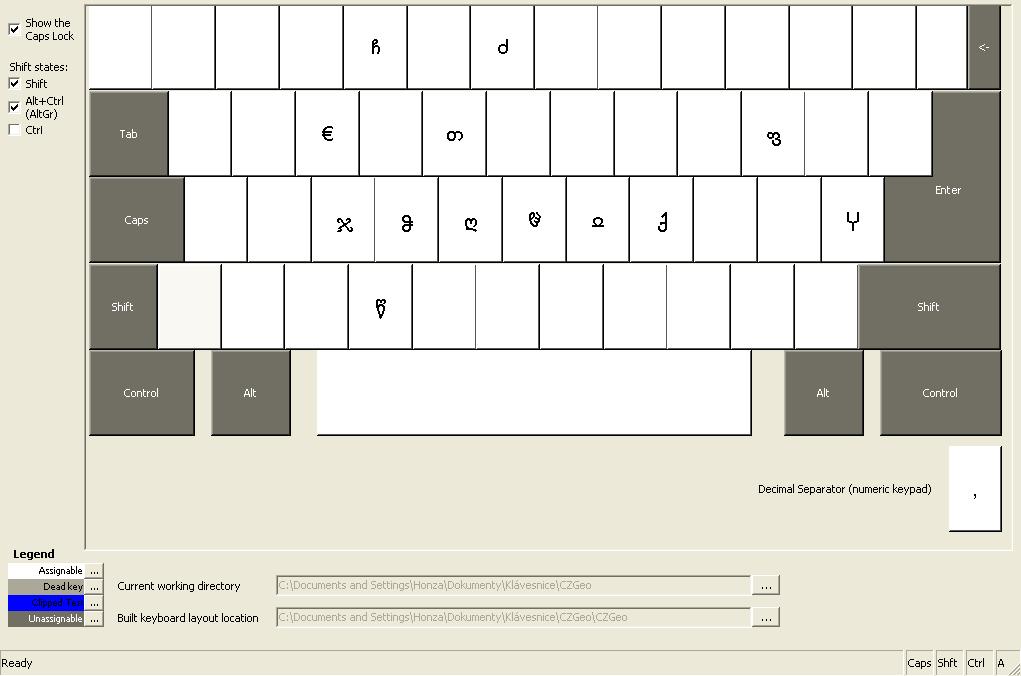 Show the
Caps Lock
Shift states:
Shift
Alt+Ctrl
(AltGr)
Ctrl
ჩ ძ <-
Tab € თ ფ
Caps ჯ ჭ ღ ლ ე ქ Enter
Shift წ Shift
Control Alt Alt Control
Decimal Separator (numeric keypad) ,
Legend
Assignable ...
Dead key ...
Clipped Text ...
Unassignable ...
Current working directory C:\Documents and Settings\Honza\Dokumenty\Klávesnice\CZGeo ...
Built keyboard layout location C:\Documents and Settings\Honza\Dokumenty\Klávesnice\CZGeo\CZGeo ...
Ready Caps Shft Ctrl A